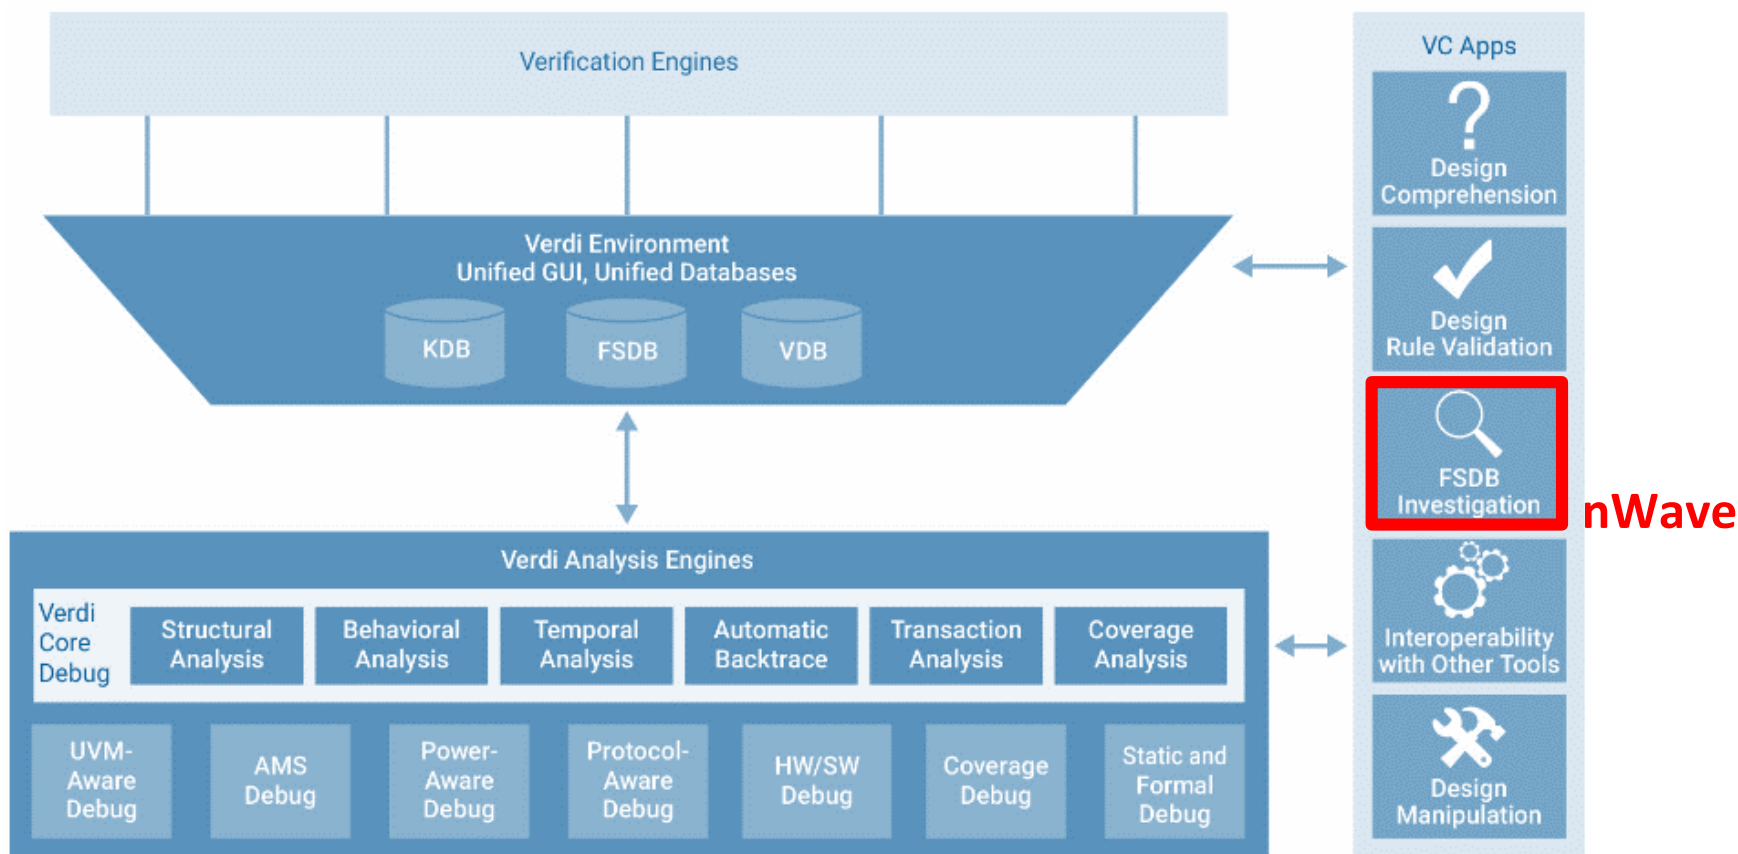 Verification Engines
Verdi Environment
Unified GUI, Unified Databases
KDB
FSDB
VDB
Verdi Analysis Engines
Verdi
Core
Debug
Structural
Analysis
Behavioral
Analysis
Temporal
Analysis
Automatic
Backtrace
Transaction
Analysis
Coverage
Analysis
UVM-
Aware
Debug
AMS
Debug
Power-
Aware
Debug
Protocol-
Aware
Debug
HW/SW
Debug
Coverage
Debug
Static and
Formal
Debug
VC Apps
?
Design
Comprehension
Design
Rule Validation
FSDB
Investigation
nWave
Interoperability
with Other Tools
Design
Manipulation